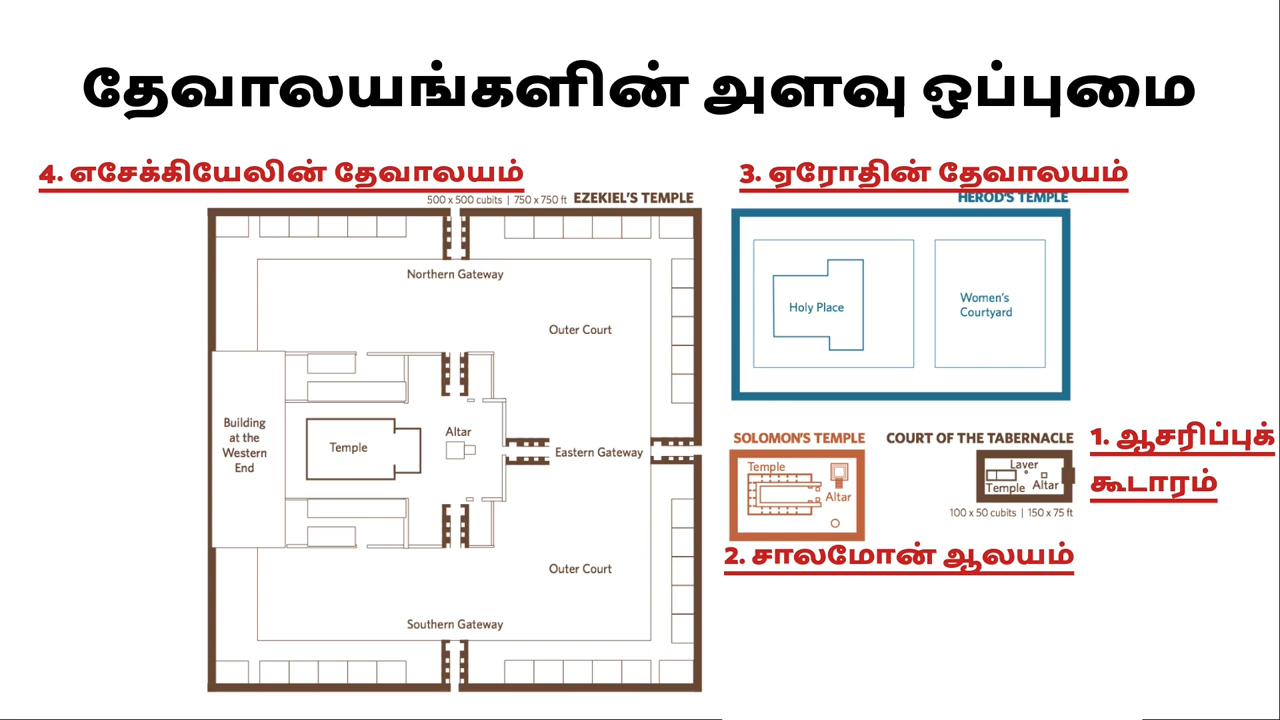 தேவாலயங்களின் அளவு ஒப்புமை
4. எசேக்கியேலின் தேவாலயம்
500 x 500 cubits | 750 x 750 ft EZEKIEL'S TEMPLE
Northern Gateway
Outer Court
Building
at the
Western
End
Temple
Altar
Eastern Gateway
Outer Court
Southern Gateway
3. ஏரோதின் தேவாலயம்
HEROD'S TEMPLE
Holy Place
Women's
Courtyard
SOLOMON'S TEMPLE
Temple
Altar
2. சாலமோன் ஆலயம்
COURT OF THE TABERNACLE
Laver
Temple Altar
100 x 50 cubits | 150 x 75 ft
1. ஆசரிப்புக்
கூடாரம்